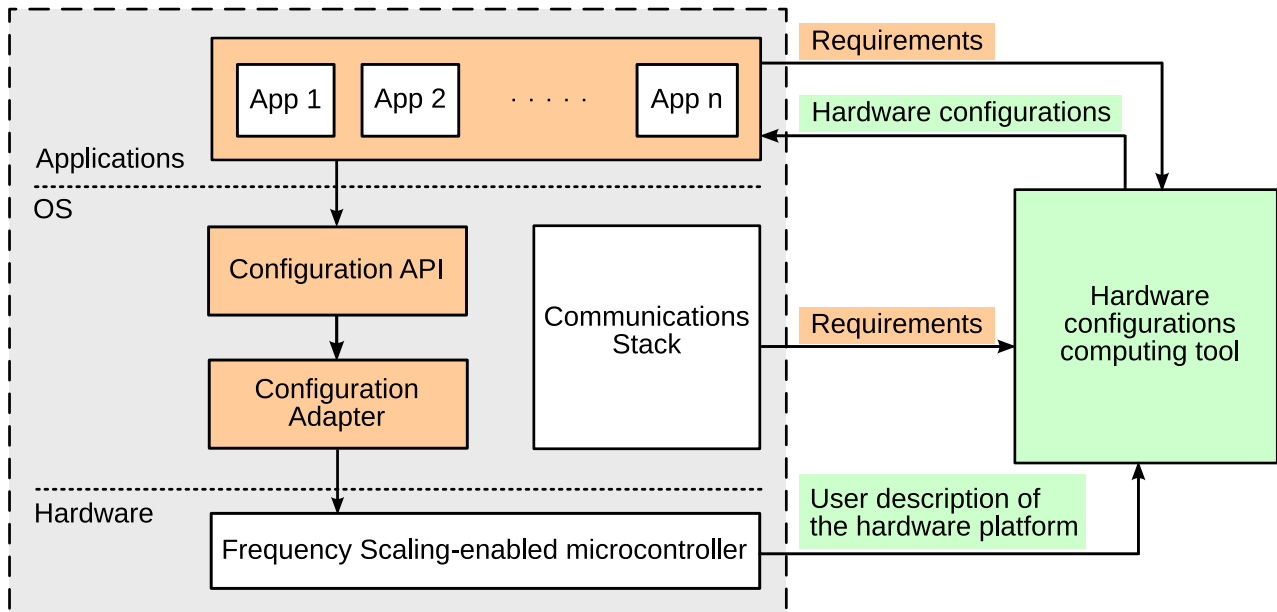 Requirements
App 1
App 2
. . . . .
App n
Hardware configurations
Applications
OS
Configuration API
Communications
Stack
Requirements
Hardware
configurations
computing tool
Configuration
Adapter
Hardware
User description of
the hardware platform
Frequency Scaling-enabled microcontroller